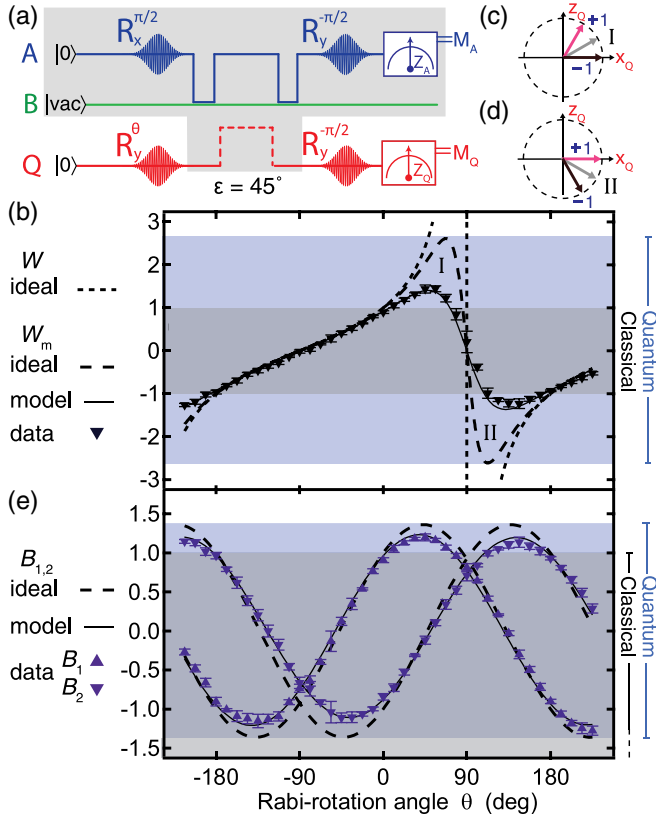 (a)
A |0⟩ R_x^{π/2} R_y^{-π/2} Z_A M_A
B |vac⟩
Q |0⟩ R_y^θ R_y^{-π/2} Z_Q M_Q
ε = 45°
(c)
z_Q
+1
I
x_Q
−1
(d)
z_Q
+1
x_Q
II
−1
(b)
W
ideal
W_m
ideal
model
data
3
2
1
0
-1
-2
-3
I
II
Classical
Quantum
(e)
B_{1,2}
ideal
model
data B_1
B_2
1.5
1.0
0.5
0.0
-0.5
-1.0
-1.5
Classical
Quantum
-180 -90 0 90 180
Rabi-rotation angle θ (deg)